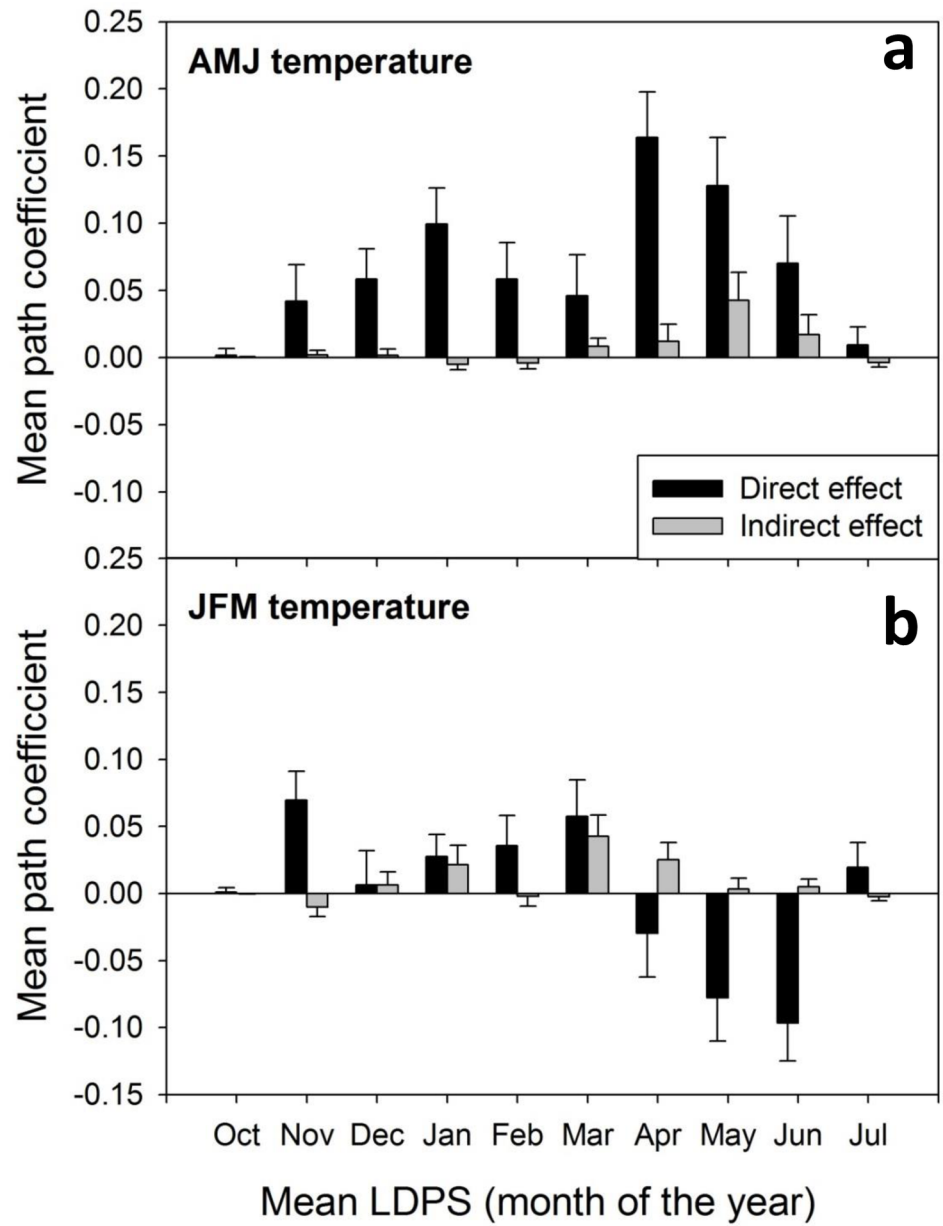 a
AMJ temperature
0.25
0.20
0.15
0.10
0.05
0.00
-0.05
-0.10
Mean path coefficcient
Direct effect
Indirect effect
b
JFM temperature
0.25
0.20
0.15
0.10
0.05
0.00
-0.05
-0.10
-0.15
Mean path coefficcient
Oct Nov Dec Jan Feb Mar Apr May Jun Jul
Mean LDPS (month of the year)